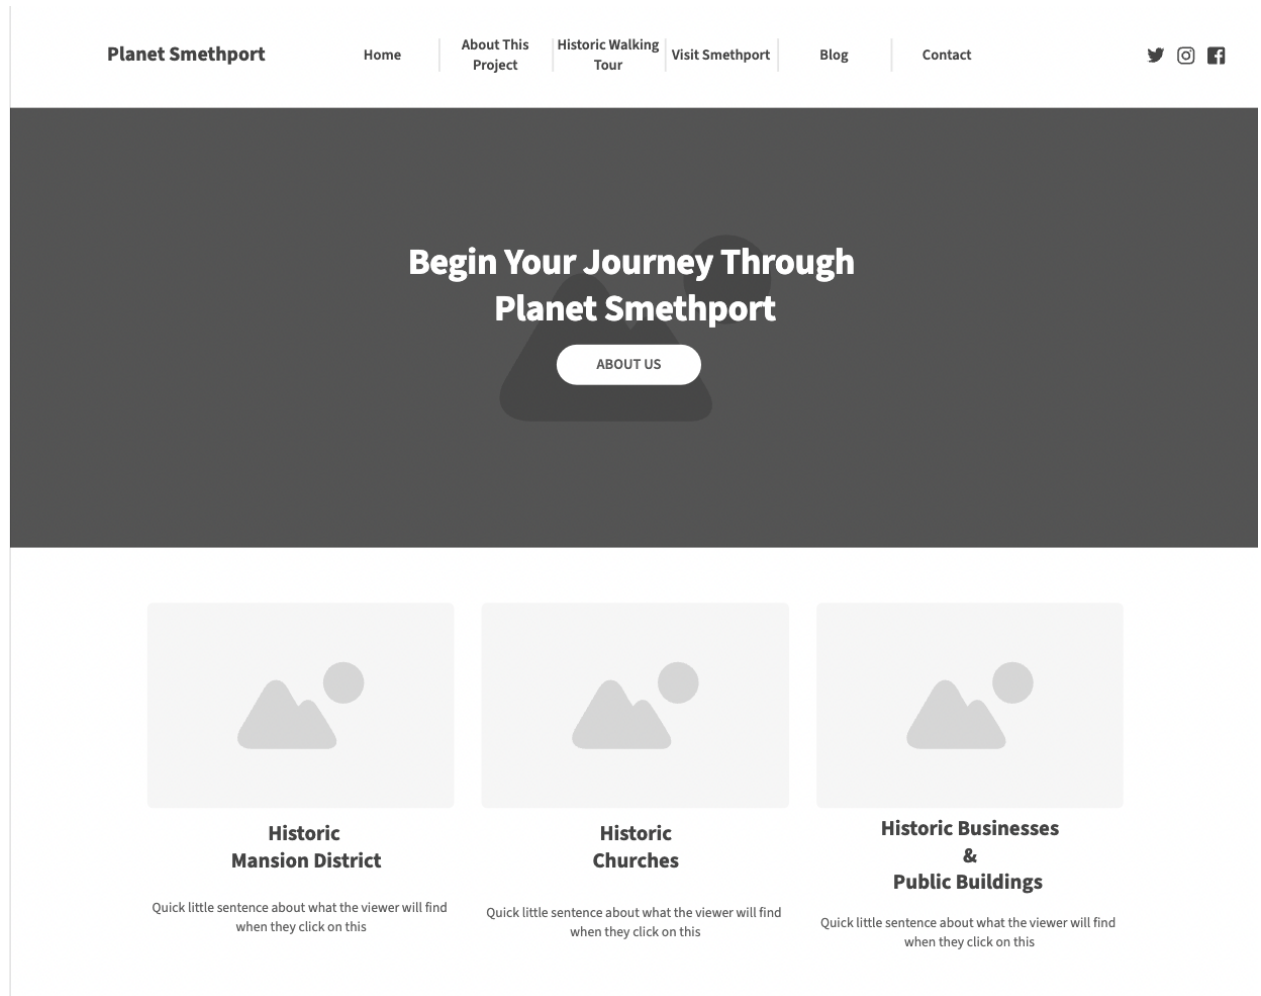 Planet Smethport
Home
About This
Project
Historic Walking
Tour
Visit Smethport
Blog
Contact
Begin Your Journey Through
Planet Smethport
ABOUT US
Historic
Mansion District
Quick little sentence about what the viewer will find
when they click on this
Historic
Churches
Quick little sentence about what the viewer will find
when they click on this
Historic Businesses
&
Public Buildings
Quick little sentence about what the viewer will find
when they click on this